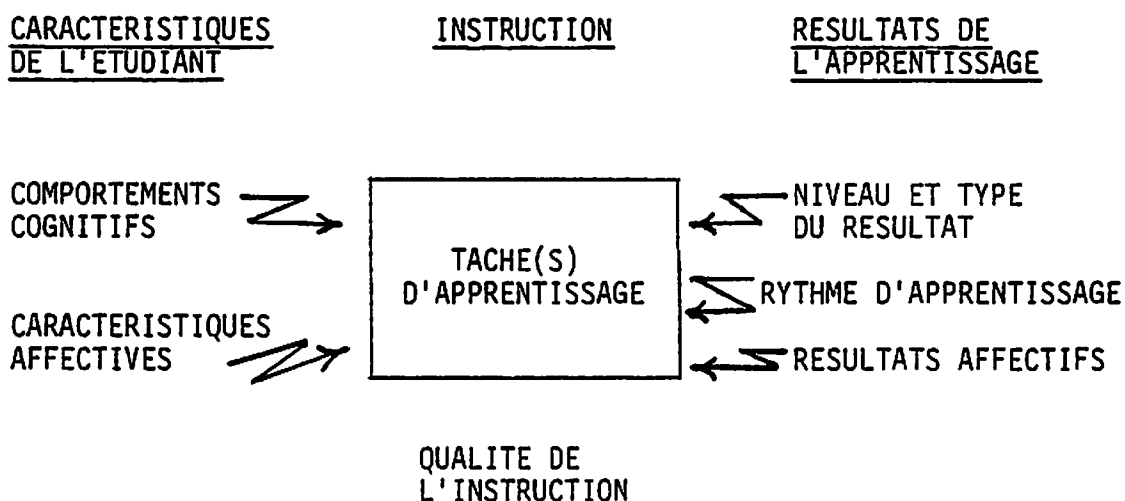 CARACTERISTIQUES
DE L'ETUDIANT
INSTRUCTION
RESULTATS DE
L'APPRENTISSAGE
COMPORTEMENTS
COGNITIFS
CARACTERISTIQUES
AFFECTIVES
TACHE(S)
D'APPRENTISSAGE
NIVEAU ET TYPE
DU RESULTAT
RYTHME D'APPRENTISSAGE
RESULTATS AFFECTIFS
QUALITE DE
L'INSTRUCTION